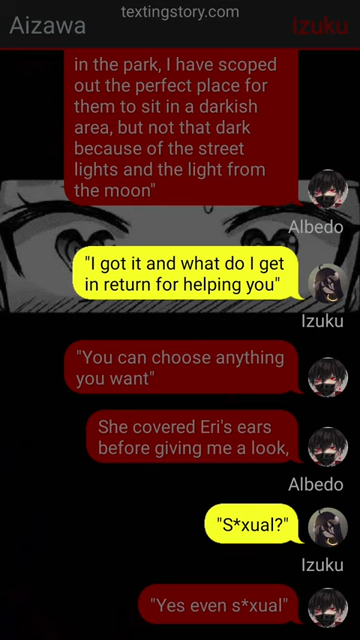 textingstory.com
Aizawa
Izuku
in the park, I have scoped
out the perfect place for
them to sit in a darkish
area, but not that dark
because of the street
lights and the light from
the moon"
Albedo
"I got it and what do I get
in return for helping you"
Izuku
"You can choose anything
you want"
She covered Eri's ears
before giving me a look,
Albedo
"S*xual?"
Izuku
"Yes even s*xual"